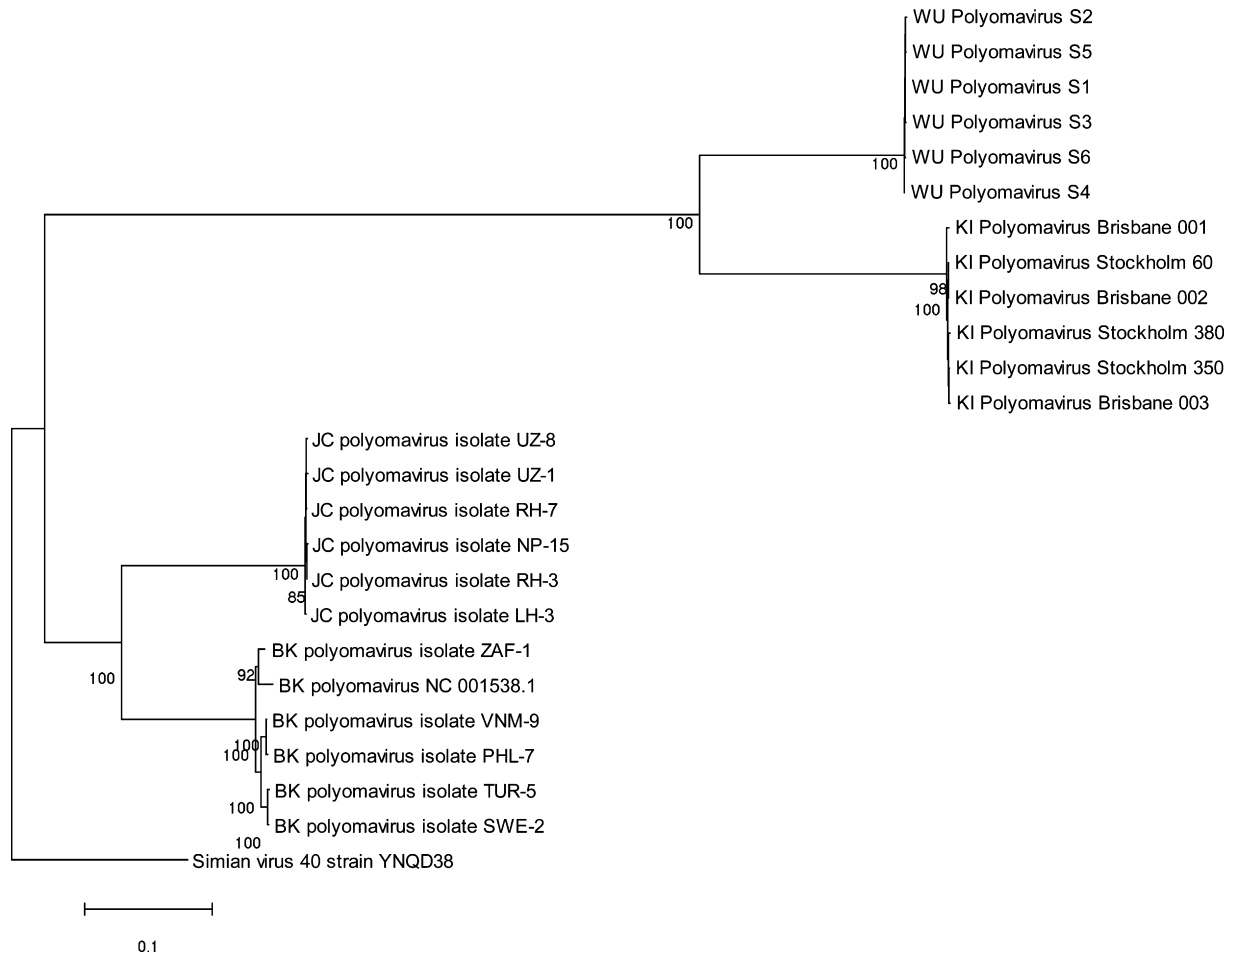 WU Polyomavirus S2
WU Polyomavirus S5
WU Polyomavirus S1
WU Polyomavirus S3
WU Polyomavirus S6
100
WU Polyomavirus S4
100
KI Polyomavirus Brisbane 001
KI Polyomavirus Stockholm 60
98
KI Polyomavirus Brisbane 002
100
KI Polyomavirus Stockholm 380
KI Polyomavirus Stockholm 350
KI Polyomavirus Brisbane 003
JC polyomavirus isolate UZ-8
JC polyomavirus isolate UZ-1
JC polyomavirus isolate RH-7
JC polyomavirus isolate NP-15
100
JC polyomavirus isolate RH-3
85
JC polyomavirus isolate LH-3
BK polyomavirus isolate ZAF-1
92
100
BK polyomavirus NC 001538.1
BK polyomavirus isolate VNM-9
100
100
BK polyomavirus isolate PHL-7
BK polyomavirus isolate TUR-5
100
BK polyomavirus isolate SWE-2
100
Simian virus 40 strain YNQD38
0.1